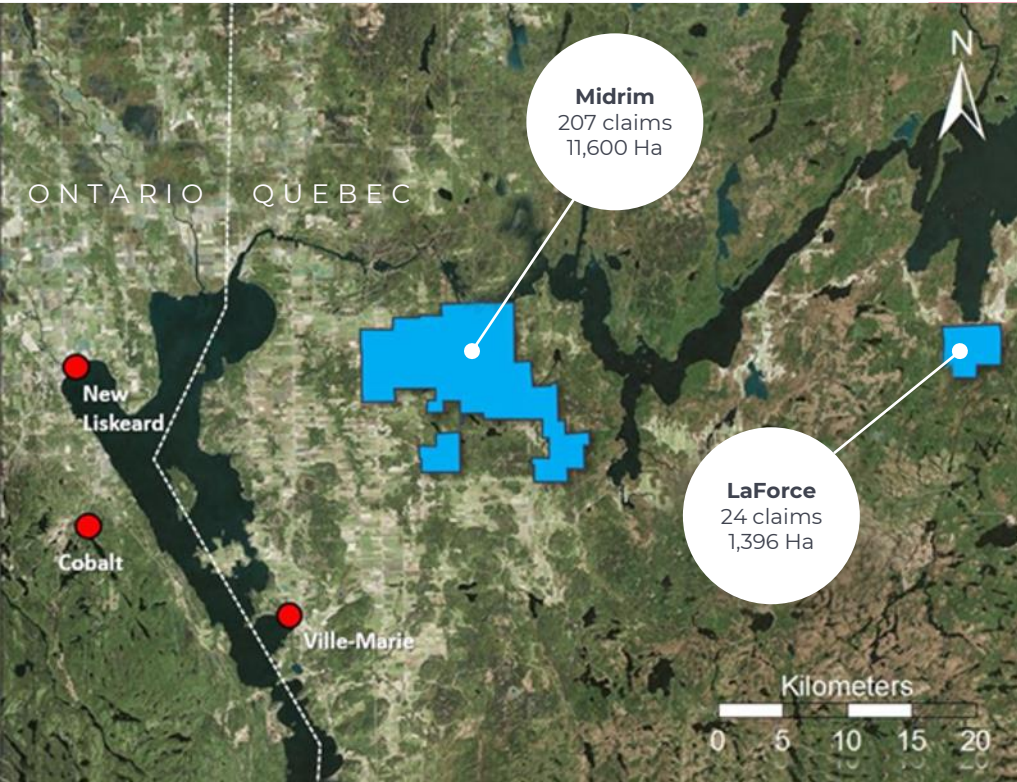 N
Midrim
207 claims
11,600 Ha
ONTARIO
QUEBEC
New
Liskeard
Cobalt
Ville-Marie
LaForce
24 claims
1,396 Ha
Kilometers
0 5 10 15 20